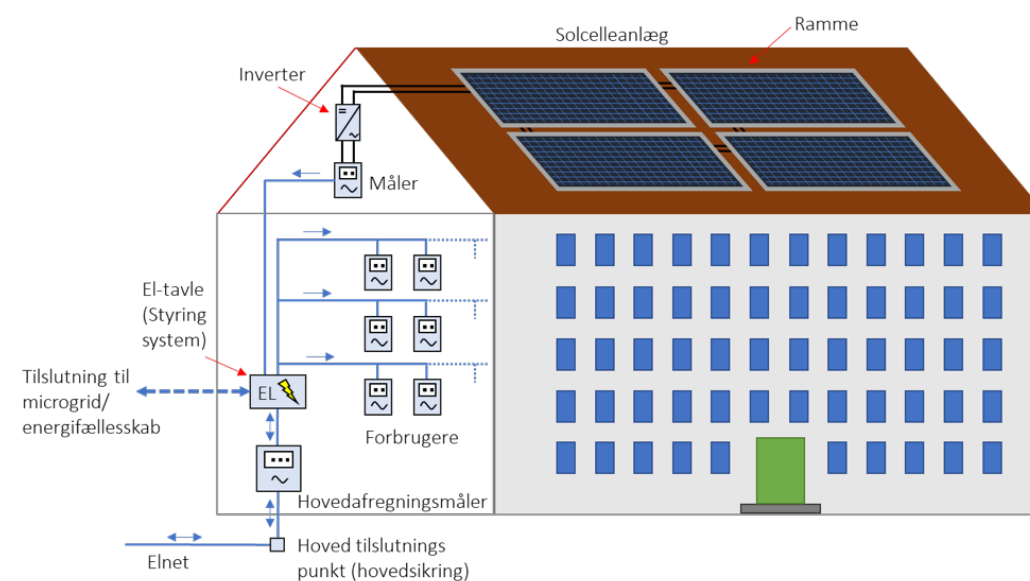 Solcelleanlæg
Ramme
Inverter
Måler
El-tavle
(Styring
system)
EL
Tilslutning til
microgrid/
energifællesskab
Forbrugere
Hovedafregningsmåler
Elnet
Hoved tilslutnings
punkt (hovedsikring)